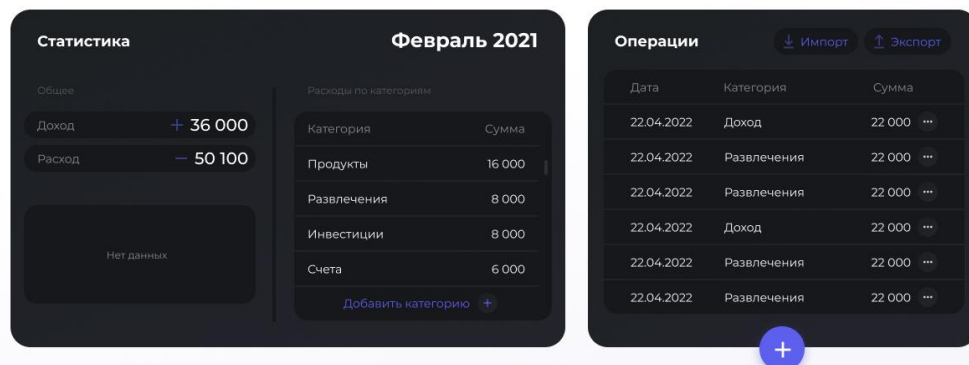 Статистика
Февраль 2021
Общее
Доход + 36 000
Расход — 50 100
Нет данных
Расходы по категориям
Категория Сумма
Продукты 16 000
Развлечения 8 000
Инвестиции 8 000
Счета 6 000
Добавить категорию +
Операции
Импорт
Экспорт
Дата Категория Сумма
22.04.2022 Доход 22 000 ...
22.04.2022 Развлечения 22 000 ...
22.04.2022 Развлечения 22 000 ...
22.04.2022 Доход 22 000 ...
22.04.2022 Развлечения 22 000 ...
22.04.2022 Развлечения 22 000 ...
+